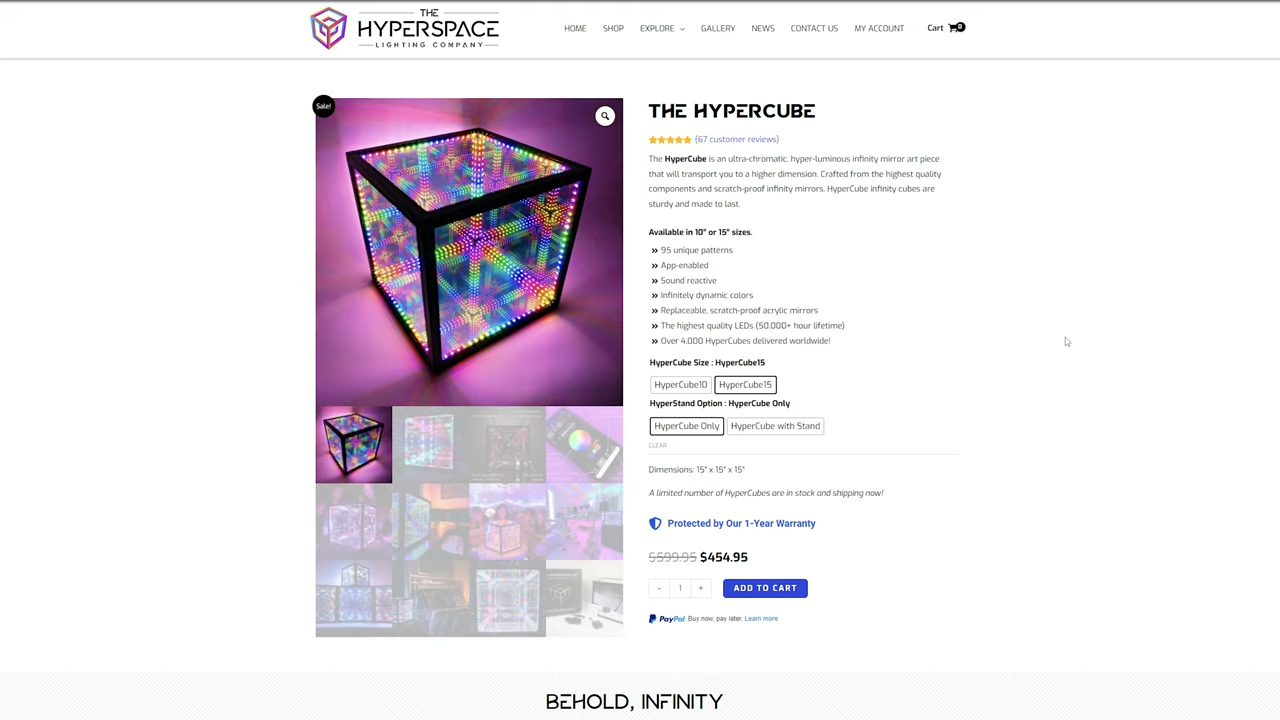 THE
HYPERSPACE
LIGHTING COMPANY
HOME SHOP EXPLORE GALLERY NEWS CONTACT US MY ACCOUNT Cart 0
Sale!
THE HYPERCUBE
(67 customer reviews)
The HyperCube is an ultra-chromatic, hyper-luminous infinity mirror art piece
that will transport you to a higher dimension. Crafted from the highest quality
components and scratch-proof infinity mirrors. HyperCube infinity cubes are
sturdy and made to last.
Available in 10" or 15" sizes.
» 95 unique patterns
» App-enabled
» Sound reactive
» Infinitely dynamic colors
» Replaceable, scratch-proof acrylic mirrors
» The highest quality LEDs (50,000+ hour lifetime)
» Over 4,000 HyperCubes delivered worldwide!
HyperCube Size : HyperCube15
HyperCube10 HyperCube15
HyperStand Option : HyperCube Only
HyperCube Only HyperCube with Stand
CLEAR
Dimensions: 15" x 15" x 15"
A limited number of HyperCubes are in stock and shipping now!
Protected by Our 1-Year Warranty
$599.95 $454.95
- 1 + ADD TO CART
PayPal Buy now, pay later. Learn more
BEHOLD, INFINITY